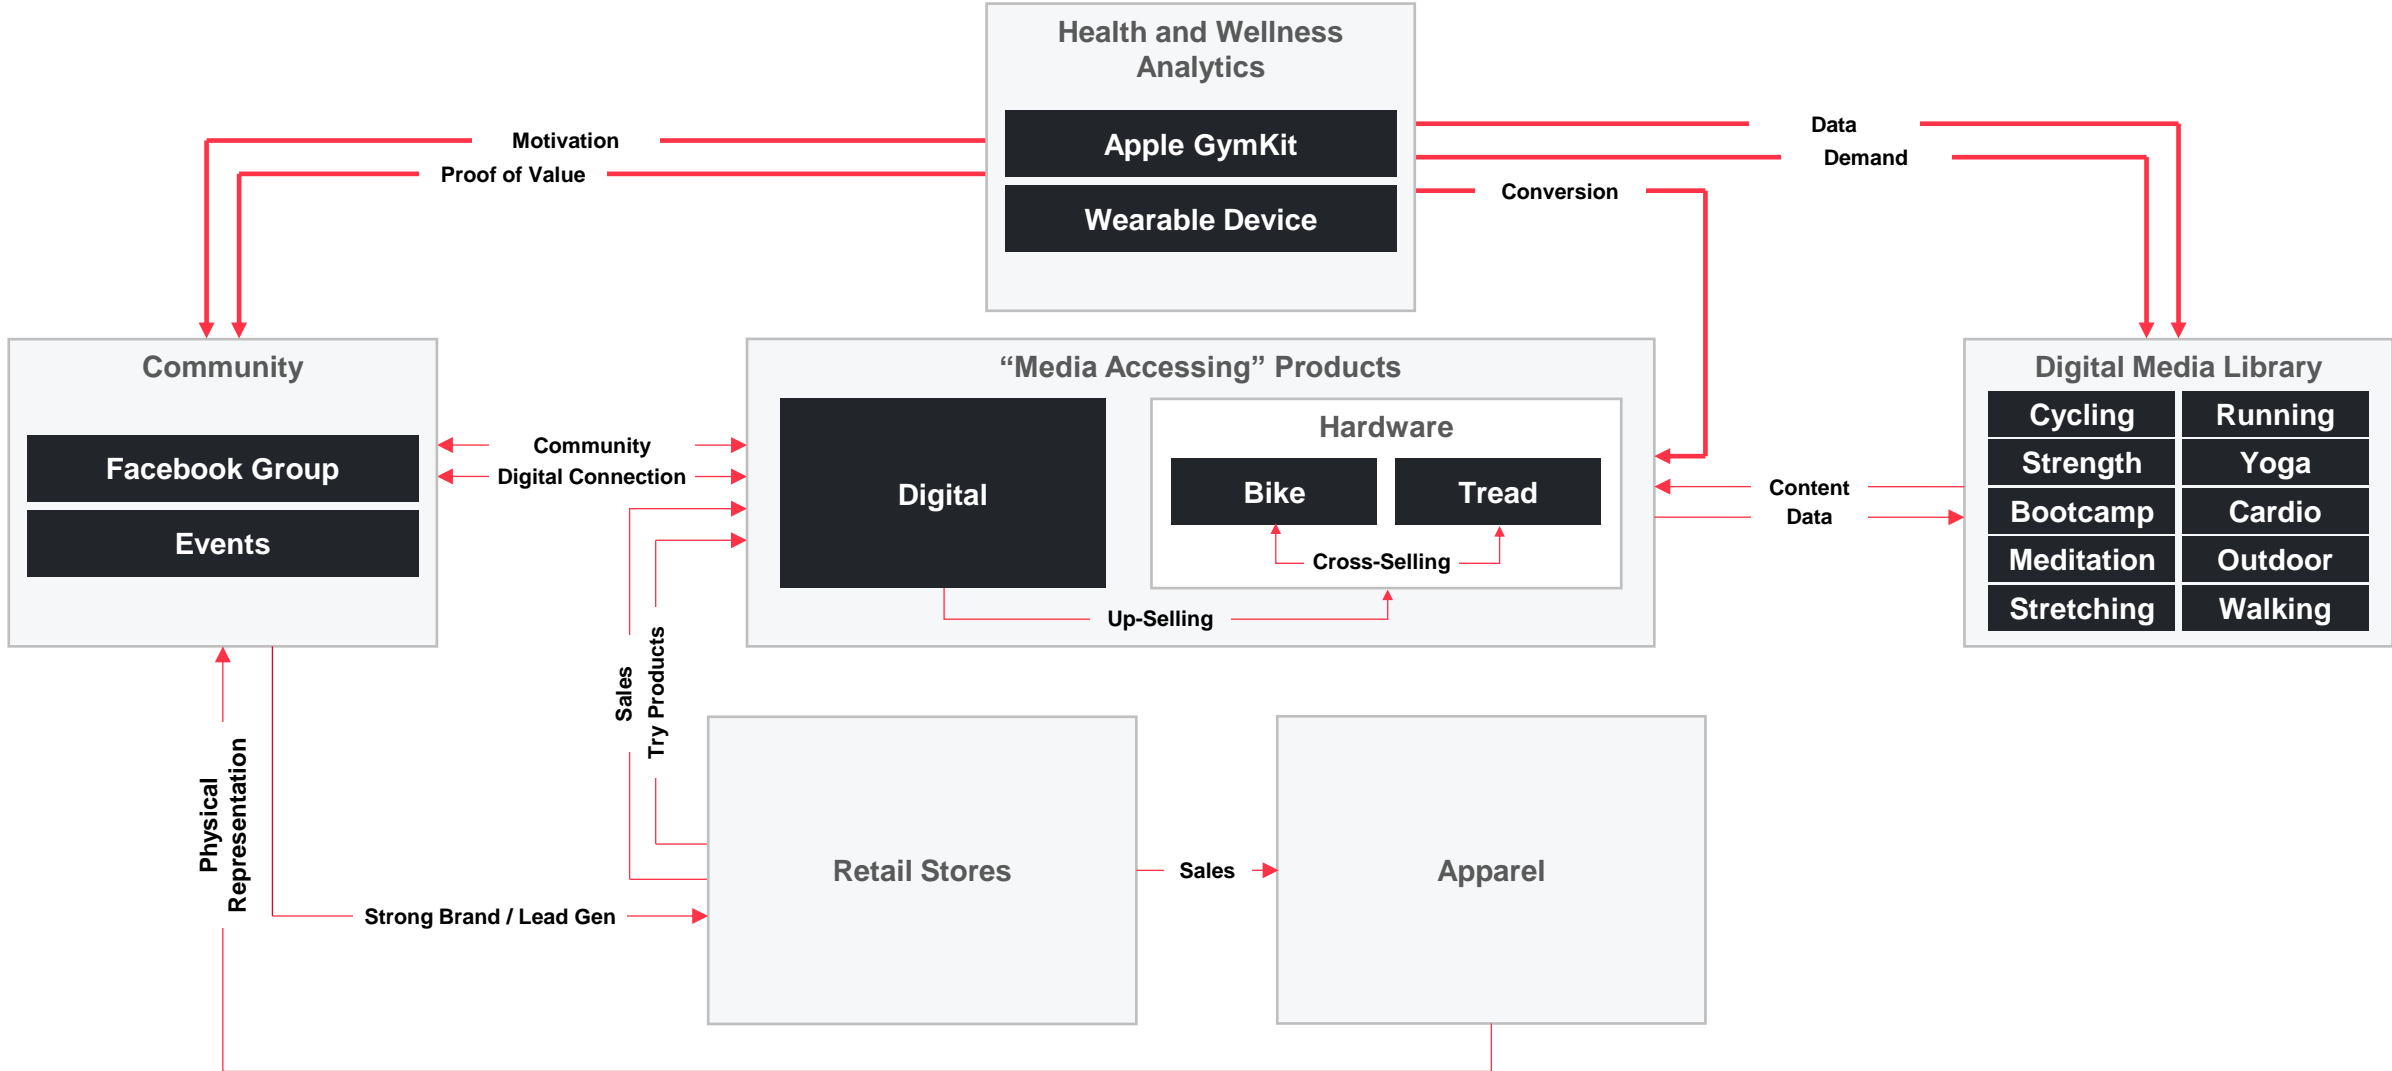 Health and Wellness
Analytics
Apple GymKit
Wearable Device
Motivation
Proof of Value
Data
Demand
Conversion
Community
Facebook Group
Events
Community
Digital Connection
“Media Accessing” Products
Digital
Hardware
Bike
Tread
Cross-Selling
Up-Selling
Content
Data
Digital Media Library
Cycling
Running
Strength
Yoga
Bootcamp
Cardio
Meditation
Outdoor
Stretching
Walking
Sales
Try Products
Physical
Representation
Strong Brand / Lead Gen
Retail Stores
Sales
Apparel